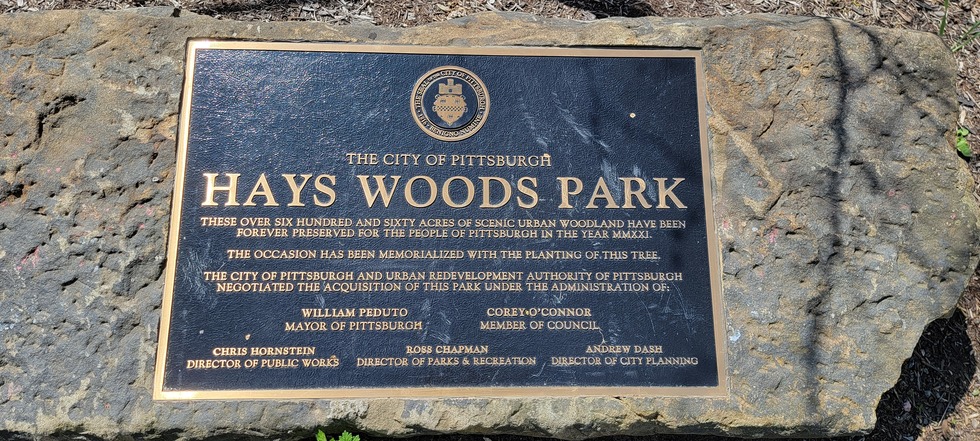 THE CITY OF PITTSBURGH
HAYS WOODS PARK
THESE OVER SIX HUNDRED AND SIXTY ACRES OF SCENIC URBAN WOODLAND HAVE BEEN
FOREVER PRESERVED FOR THE PEOPLE OF PITTSBURGH IN THE YEAR MMXXI.
THE OCCASION HAS BEEN MEMORIALIZED WITH THE PLANTING OF THIS TREE.
THE CITY OF PITTSBURGH AND URBAN REDEVELOPMENT AUTHORITY OF PITTSBURGH
NEGOTIATED THE ACQUISITION OF THIS PARK UNDER THE ADMINISTRATION OF:
WILLIAM PEDUTO COREY O'CONNOR
MAYOR OF PITTSBURGH MEMBER OF COUNCIL
CHRIS HORNSTEIN ROSS CHAPMAN ANDREW DASH
DIRECTOR OF PUBLIC WORKS DIRECTOR OF PARKS & RECREATION DIRECTOR OF CITY PLANNING